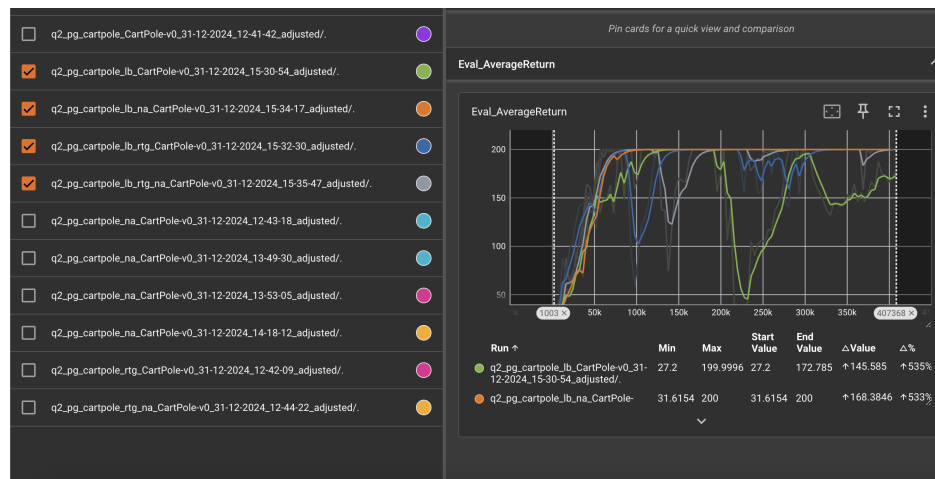 q2_pg_cartpole_CartPole-v0_31-12-2024_12-41-42_adjusted/.
q2_pg_cartpole_lb_CartPole-v0_31-12-2024_15-30-54_adjusted/.
q2_pg_cartpole_lb_na_CartPole-v0_31-12-2024_15-34-17_adjusted/.
q2_pg_cartpole_lb_rtg_CartPole-v0_31-12-2024_15-32-30_adjusted/.
q2_pg_cartpole_lb_rtg_na_CartPole-v0_31-12-2024_15-35-47_adjusted/.
q2_pg_cartpole_na_CartPole-v0_31-12-2024_12-43-18_adjusted/.
q2_pg_cartpole_na_CartPole-v0_31-12-2024_13-49-30_adjusted/.
q2_pg_cartpole_na_CartPole-v0_31-12-2024_13-53-05_adjusted/.
q2_pg_cartpole_na_CartPole-v0_31-12-2024_14-18-12_adjusted/.
q2_pg_cartpole_rtg_CartPole-v0_31-12-2024_12-42-09_adjusted/.
q2_pg_cartpole_rtg_na_CartPole-v0_31-12-2024_12-44-22_adjusted/.
Pin cards for a quick view and comparison
Eval_AverageReturn
Eval_AverageReturn
200
150
100
50
1003 × 50k 100k 150k 200k 250k 300k 350k 407368 ×
Run ↑ Min Max Start Value End Value △Value △%
q2_pg_cartpole_lb_CartPole-v0_31- 27.2 199.9996 27.2 172.785 ↑145.585 ↑535%
12-2024_15-30-54_adjusted/.
q2_pg_cartpole_lb_na_CartPole- 31.6154 200 31.6154 200 ↑168.3846 ↑533%